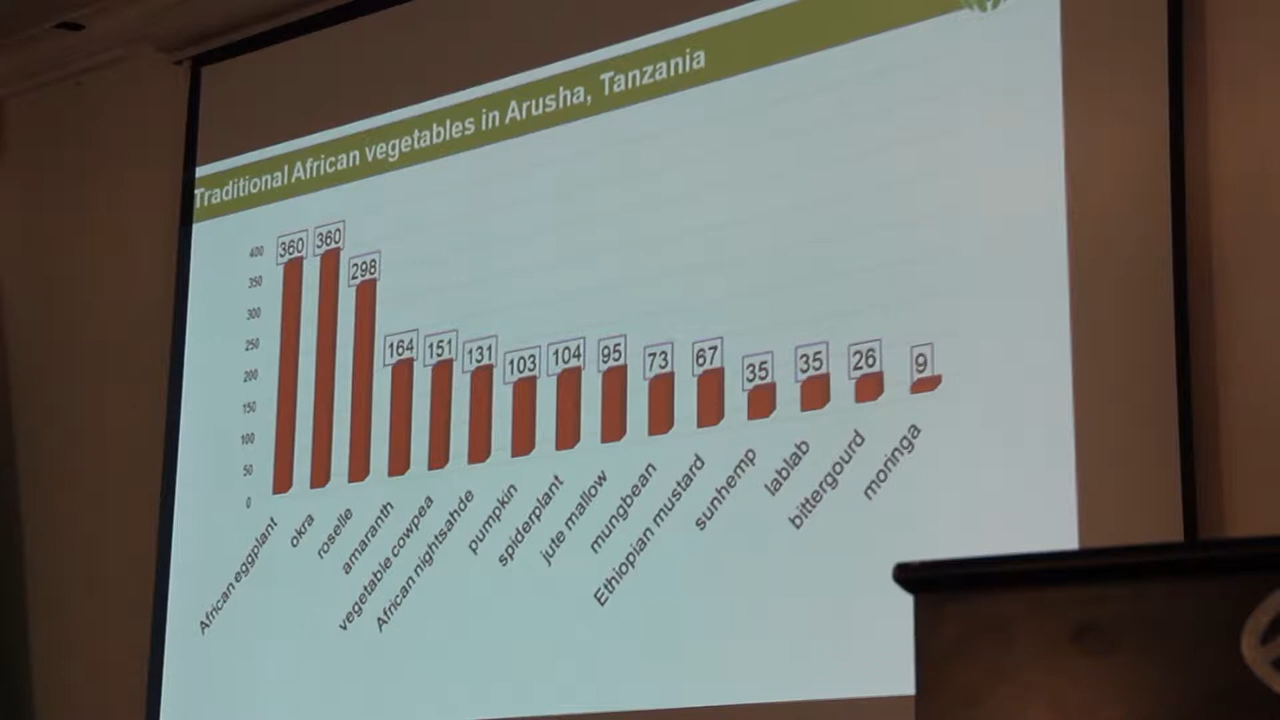 Traditional African vegetables in Arusha, Tanzania
400
350
300
250
200
150
100
50
0
360
360
298
164
151
131
103
104
95
73
67
35
35
26
9
African eggplant
okra
roselle
amaranth
vegetable cowpea
African nightsahde
pumpkin
spiderplant
jute mallow
mungbean
Ethiopian mustard
sunhemp
lablab
bittergourd
moringa